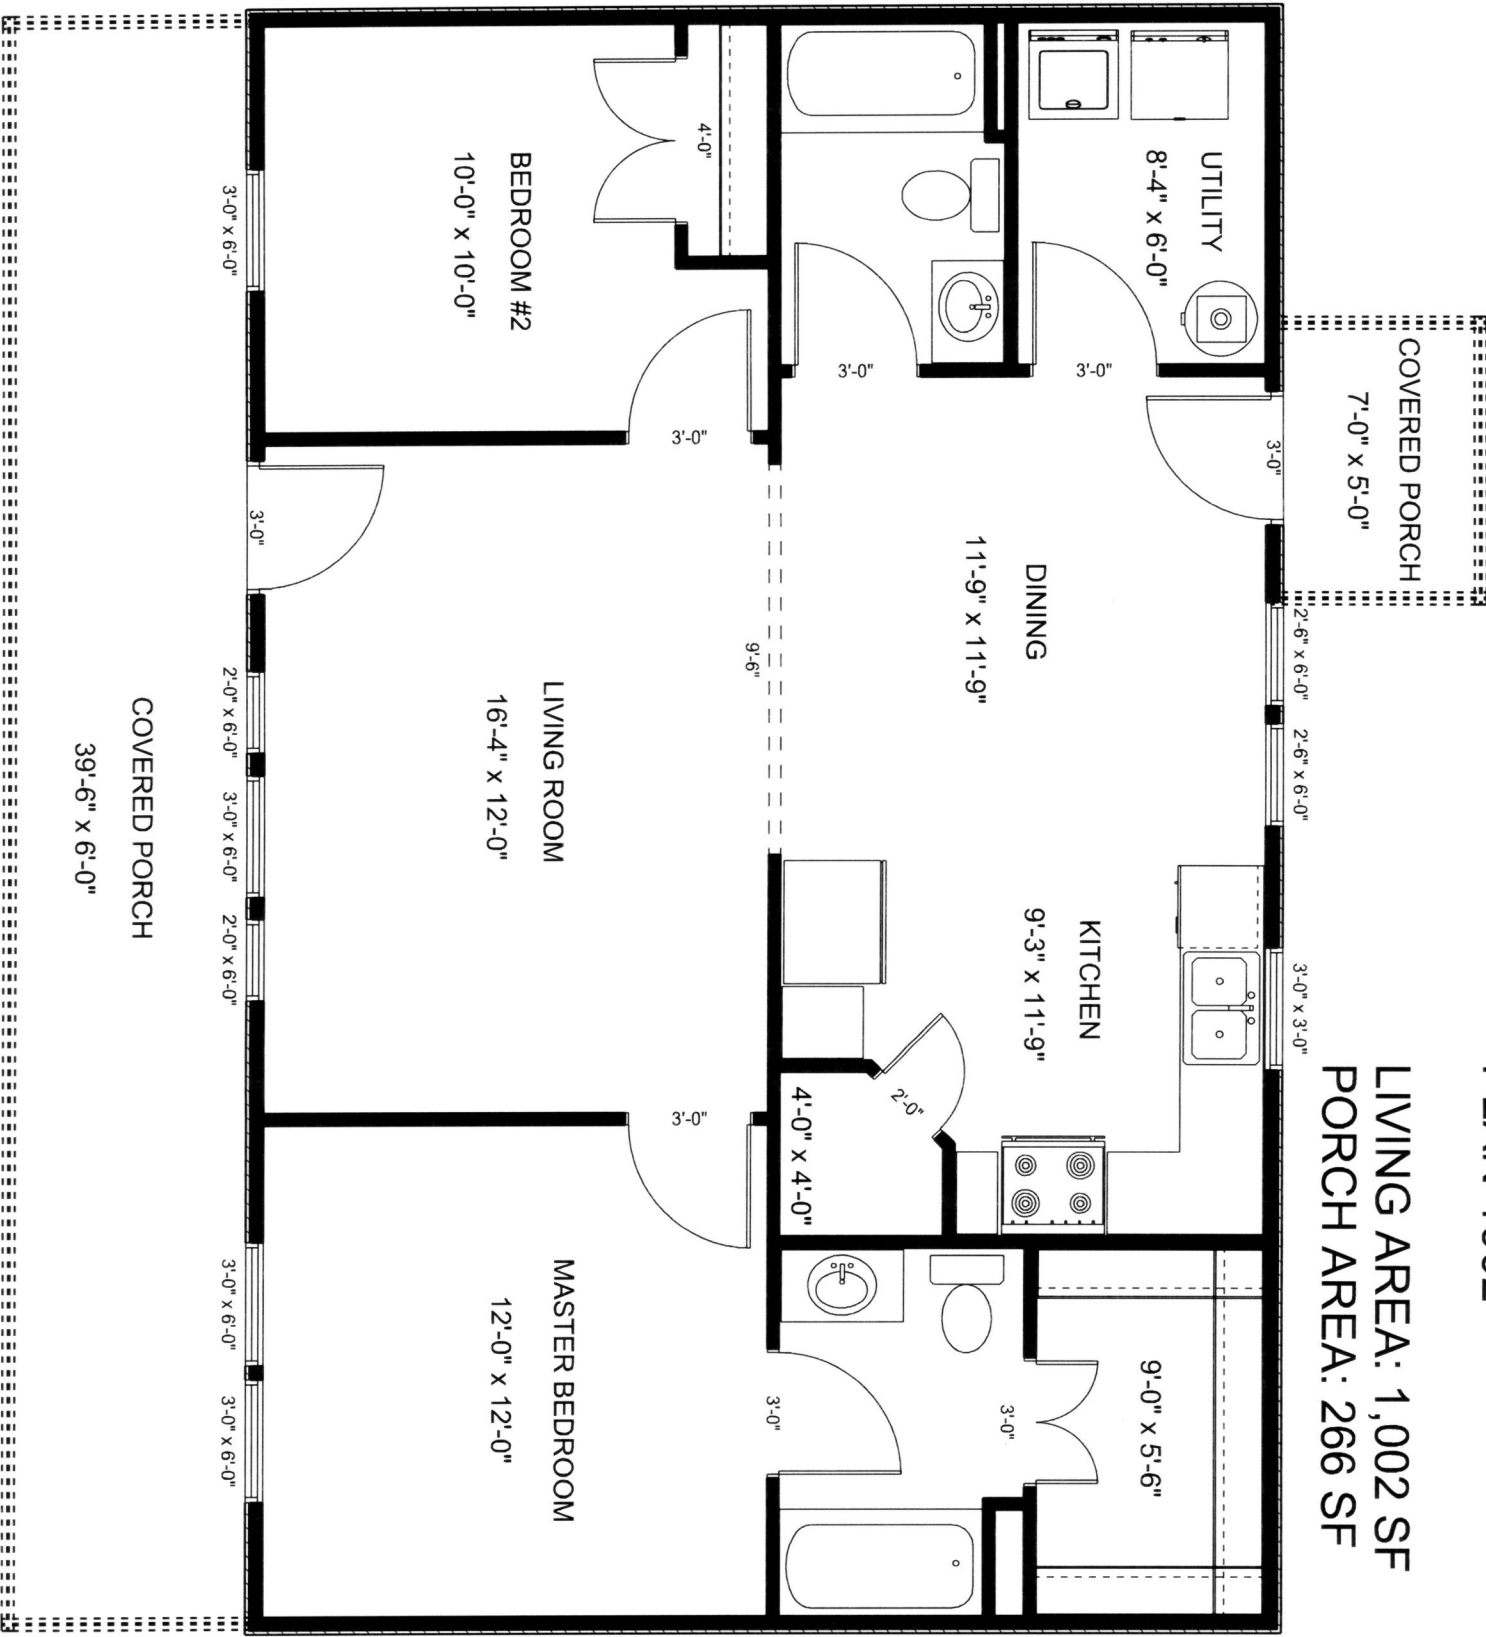 LIVING AREA: 1,002 SF
PORCH AREA: 266 SF
COVERED PORCH
7'-0" x 5'-0"
2'-6" x 6'-0"
2'-6" x 6'-0"
3'-0" x 3'-0"
3'-0"
UTILITY
8'-4" x 6'-0"
3'-0"
3'-0"
DINING
11'-9" x 11'-9"
KITCHEN
9'-3" x 11'-9"
2'-0"
4'-0" x 4'-0"
9'-0" x 5'-6"
3'-0"
3'-0"
9'-6"
4'-0"
BEDROOM #2
10'-0" x 10'-0"
3'-0"
LIVING ROOM
16'-4" x 12'-0"
3'-0"
MASTER BEDROOM
12'-0" x 12'-0"
3'-0"
3'-0" x 6'-0"
2'-0" x 6'-0"
3'-0" x 6'-0"
2'-0" x 6'-0"
3'-0" x 6'-0"
3'-0" x 6'-0"
COVERED PORCH
39'-6" x 6'-0"